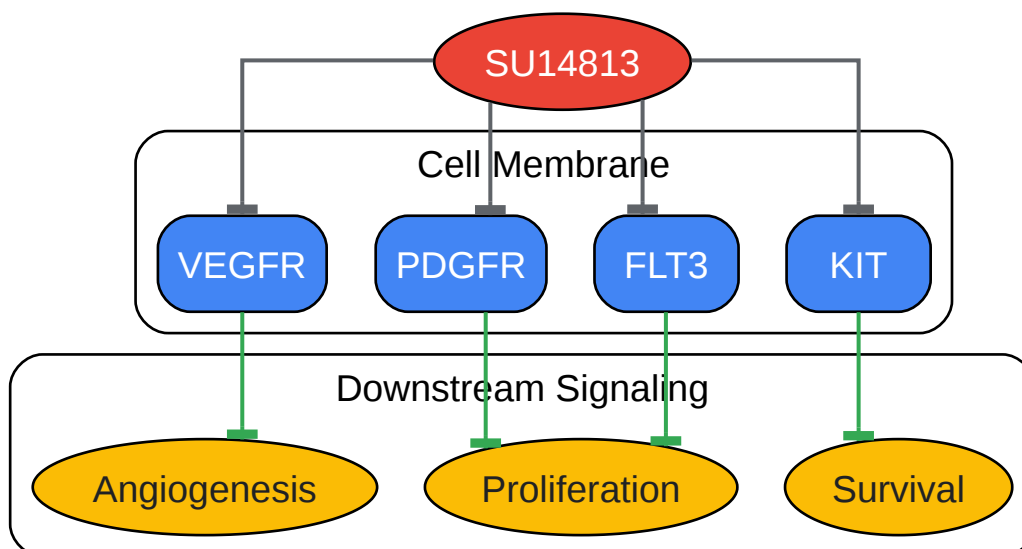 SU14813
Cell Membrane
VEGFR
PDGFR
FLT3
KIT
Downstream Signaling
Angiogenesis
Proliferation
Survival